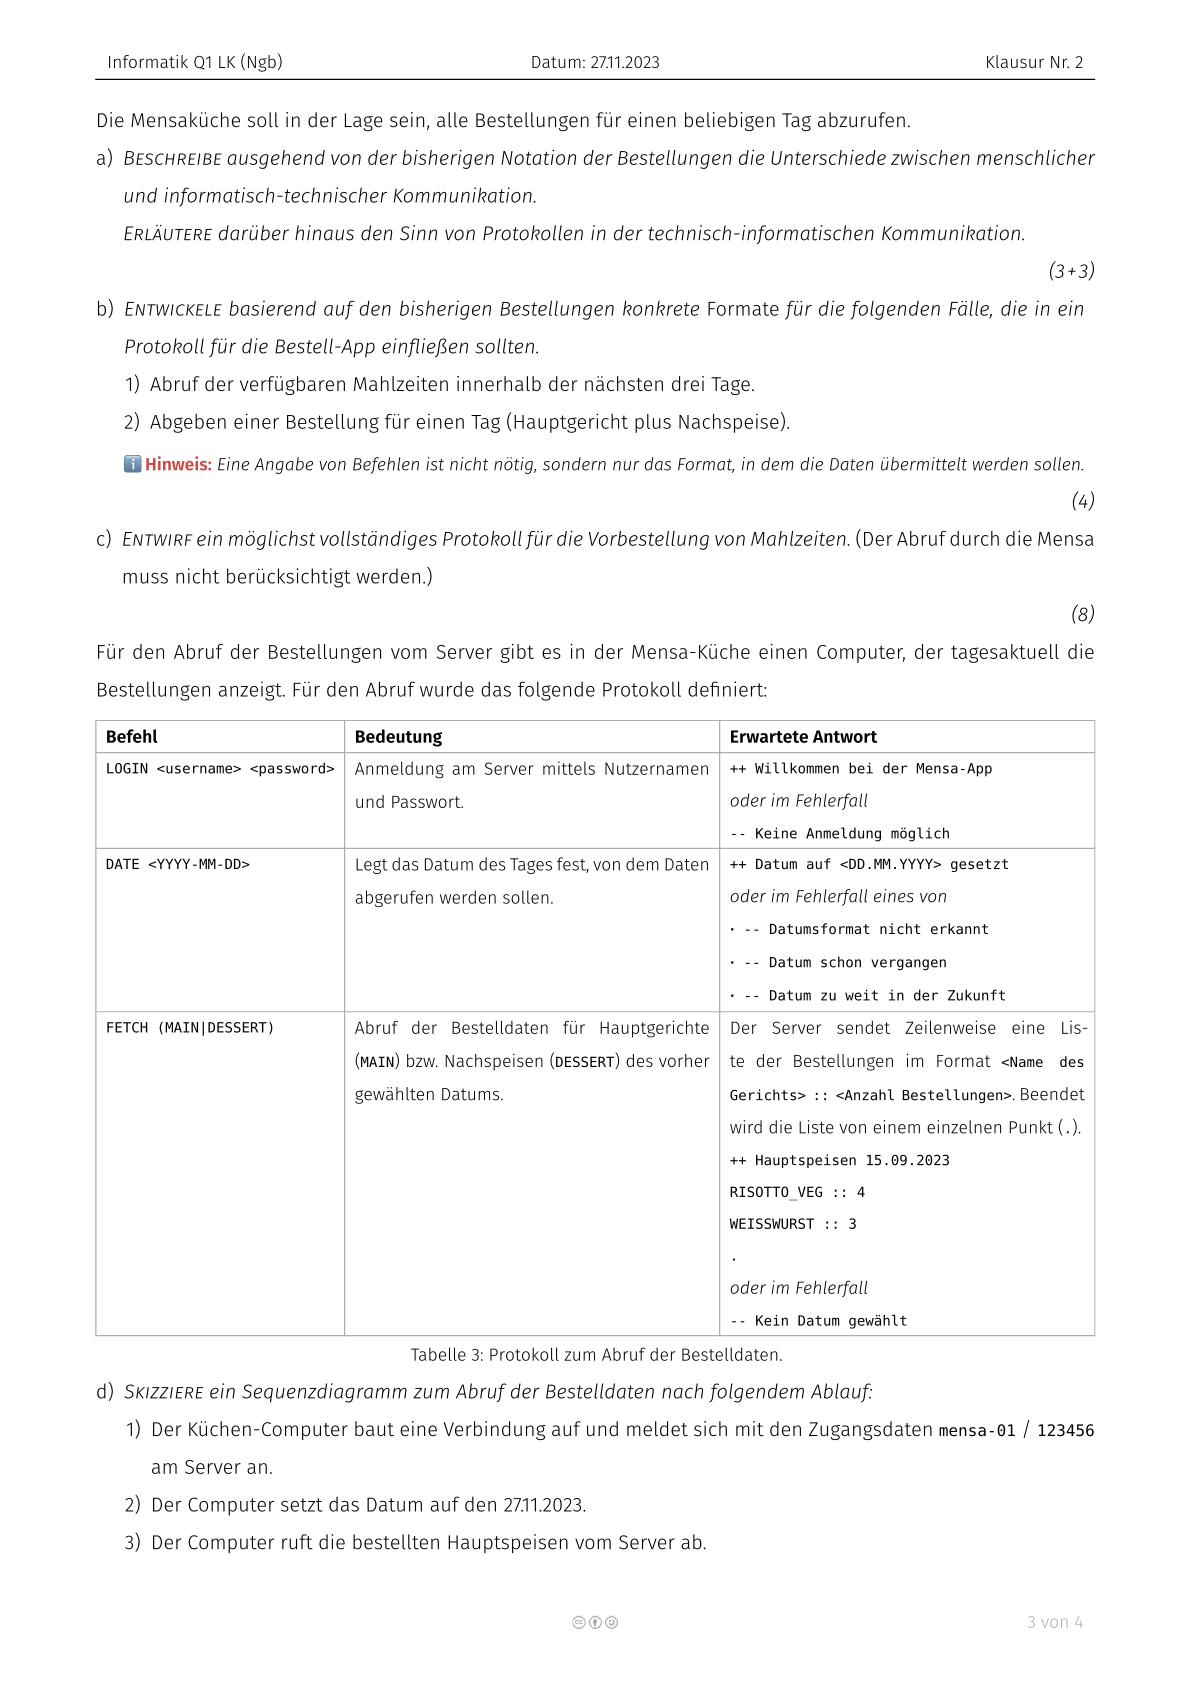 Informatik Q1 LK (Ngb) Datum: 27.11.2023 Klausur Nr. 2
Die Mensaküche soll in der Lage sein, alle Bestellungen für einen beliebigen Tag abzurufen.
a) BESCHREIBE ausgehend von der bisherigen Notation der Bestellungen die Unterschiede zwischen menschlicher
und informatisch-technischer Kommunikation.
ERLÄUTERE darüber hinaus den Sinn von Protokollen in der technisch-informatischen Kommunikation.
(3+3)
b) ENTWICKELE basierend auf den bisherigen Bestellungen konkrete Formate für die folgenden Fälle, die in ein
Protokoll für die Bestell-App einfließen sollten.
1) Abruf der verfügbaren Mahlzeiten innerhalb der nächsten drei Tage.
2) Abgeben einer Bestellung für einen Tag (Hauptgericht plus Nachspeise).
ℹ️ Hinweis: Eine Angabe von Befehlen ist nicht nötig, sondern nur das Format, in dem die Daten übermittelt werden sollen.
(4)
c) ENTWIRF ein möglichst vollständiges Protokoll für die Vorbestellung von Mahlzeiten. (Der Abruf durch die Mensa
muss nicht berücksichtigt werden.)
(8)
Für den Abruf der Bestellungen vom Server gibt es in der Mensa-Küche einen Computer, der tagesaktuell die
Bestellungen anzeigt. Für den Abruf wurde das folgende Protokoll definiert:
Befehl Bedeutung Erwartete Antwort
LOGIN <username> <password> Anmeldung am Server mittels Nutzernamen ++ Willkommen bei der Mensa-App
und Passwort. oder im Fehlerfall
-- Keine Anmeldung möglich
DATE <YYYY-MM-DD> Legt das Datum des Tages fest, von dem Daten ++ Datum auf <DD.MM.YYYY> gesetzt
abgerufen werden sollen. oder im Fehlerfall eines von
· -- Datumsformat nicht erkannt
· -- Datum schon vergangen
· -- Datum zu weit in der Zukunft
FETCH (MAIN|DESSERT) Abruf der Bestelldaten für Hauptgerichte Der Server sendet Zeilenweise eine Lis-
(MAIN) bzw. Nachspeisen (DESSERT) des vorher te der Bestellungen im Format <Name des
gewählten Datums. Gerichts> :: <Anzahl Bestellungen>. Beendet
wird die Liste von einem einzelnen Punkt (.).
++ Hauptspeisen 15.09.2023
RISOTTO_VEG :: 4
WEISSWURST :: 3
.
oder im Fehlerfall
-- Kein Datum gewählt
Tabelle 3: Protokoll zum Abruf der Bestelldaten.
d) SKIZZIERE ein Sequenzdiagramm zum Abruf der Bestelldaten nach folgendem Ablauf:
1) Der Küchen-Computer baut eine Verbindung auf und meldet sich mit den Zugangsdaten mensa-01 / 123456
am Server an.
2) Der Computer setzt das Datum auf den 27.11.2023.
3) Der Computer ruft die bestellten Hauptspeisen vom Server ab.
3 von 4